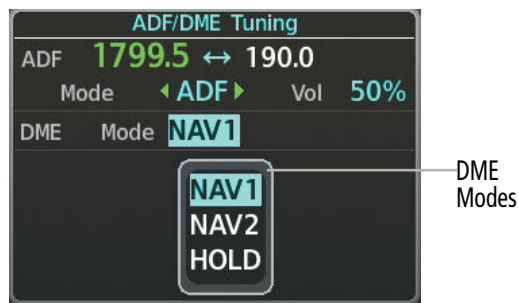 ADF/DME Tuning
ADF 1799.5 ↔ 190.0
Mode ADF Vol 50%
DME Mode NAV1
NAV1
NAV2
HOLD
DME
Modes